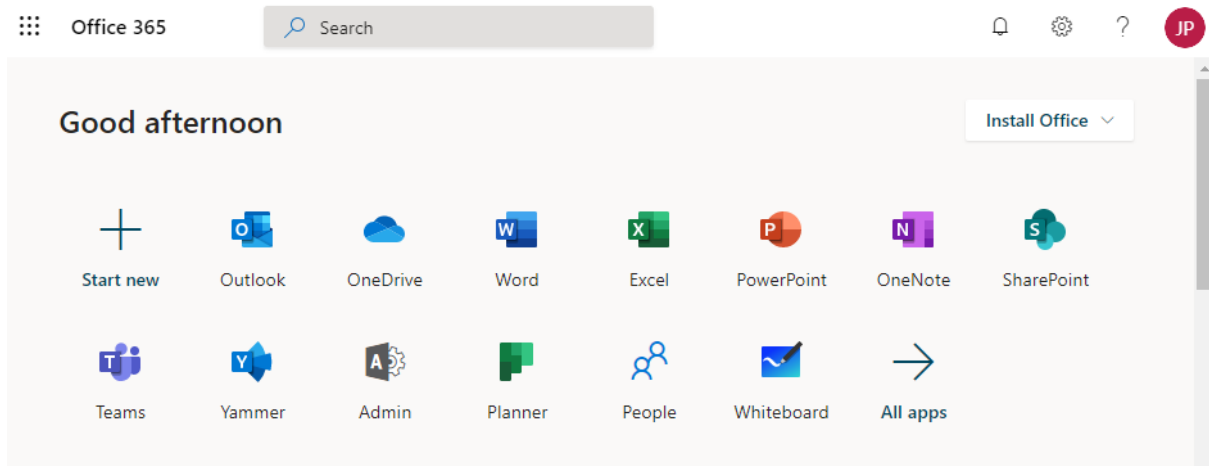 Office 365
Search
?
JP
Good afternoon
Install Office
O
W
X
P
N
S
Start new
Outlook
OneDrive
Word
Excel
PowerPoint
OneNote
SharePoint
T
Y
A
Teams
Yammer
Admin
Planner
People
Whiteboard
All apps